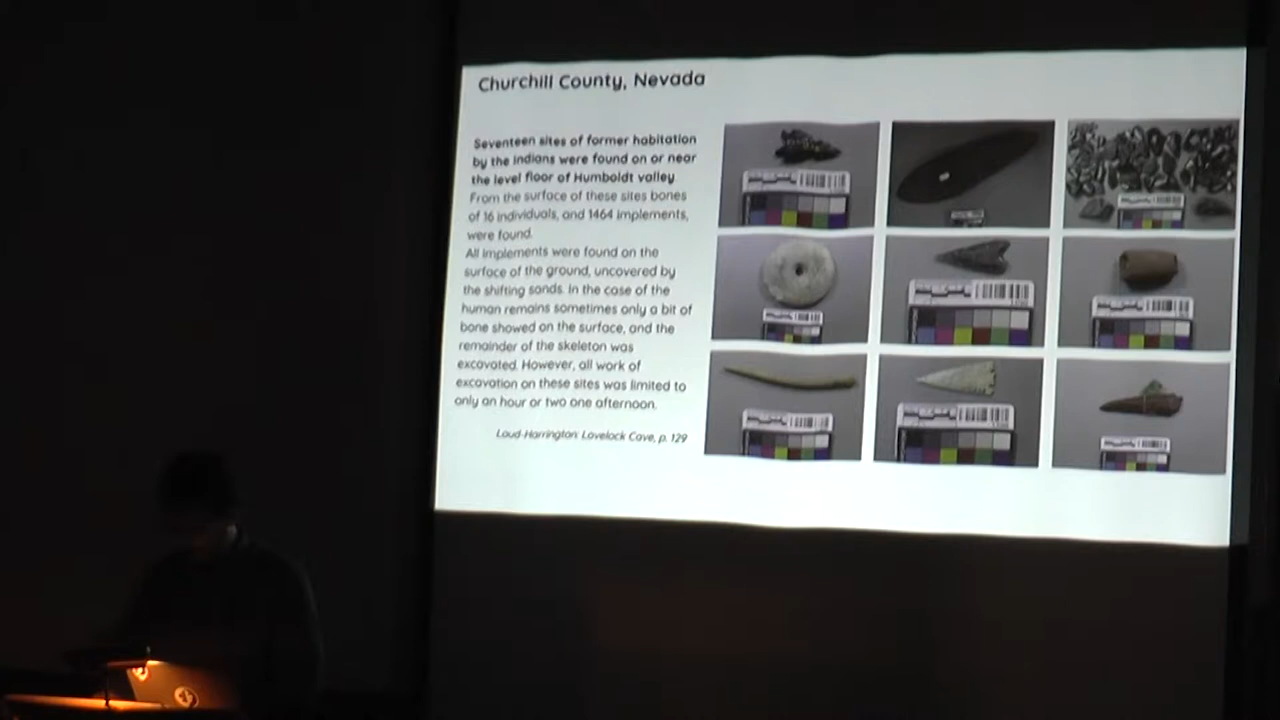 Churchill County, Nevada
Seventeen sites of former habitation
by the Indians were found on or near
the level floor of Humboldt valley.
From the surface of these sites bones
of 16 individuals, and 1464 implements,
were found.
All implements were found on the
surface of the ground, uncovered by
the shifting sands. In the case of the
human remains sometimes only a bit of
bone showed on the surface, and the
remainder of the skeleton was
excavated. However, all work of
excavation on these sites was limited to
only an hour or two one afternoon.
Loud-Harrington: Lovelock Cave, p. 129